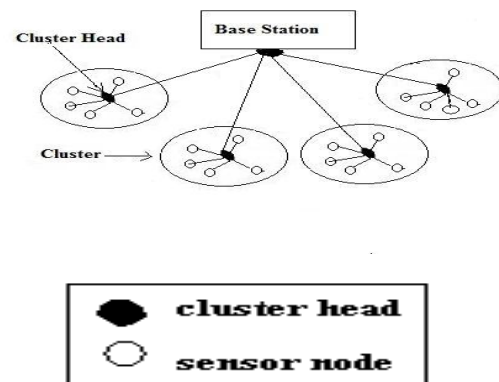 Base Station
Cluster Head
Cluster
cluster head
sensor node